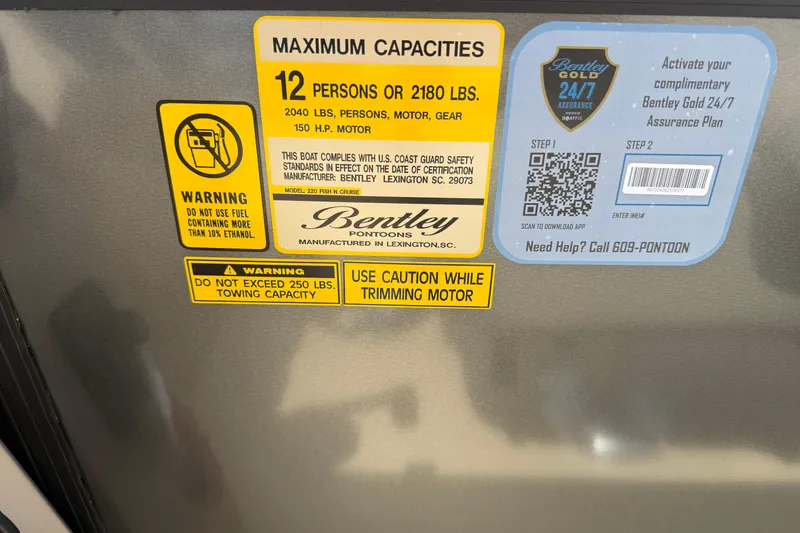 MAXIMUM CAPACITIES
12 PERSONS OR 2180 LBS.
2040 LBS, PERSONS, MOTOR, GEAR
150 H.P. MOTOR
THIS BOAT COMPLIES WITH U.S. COAST GUARD SAFETY
STANDARDS IN EFFECT ON THE DATE OF CERTIFICATION
MANUFACTURER: BENTLEY LEXINGTON SC. 29073
MODEL: 220 FISH N CRUISE
Bentley
PONTOONS
MANUFACTURED IN LEXINGTON,SC.
WARNING
DO NOT USE FUEL
CONTAINING MORE
THAN 10% ETHANOL.
WARNING
DO NOT EXCEED 250 LBS.
TOWING CAPACITY
USE CAUTION WHILE
TRIMMING MOTOR
Bentley
GOLD
24/7
ASSURANCE
BOATFIX
Activate your
complimentary
Bentley Gold 24/7
Assurance Plan
STEP 1
SCAN TO DOWNLOAD APP
STEP 2
ENTER IMEI#
Need Help? Call 609-PONTOON